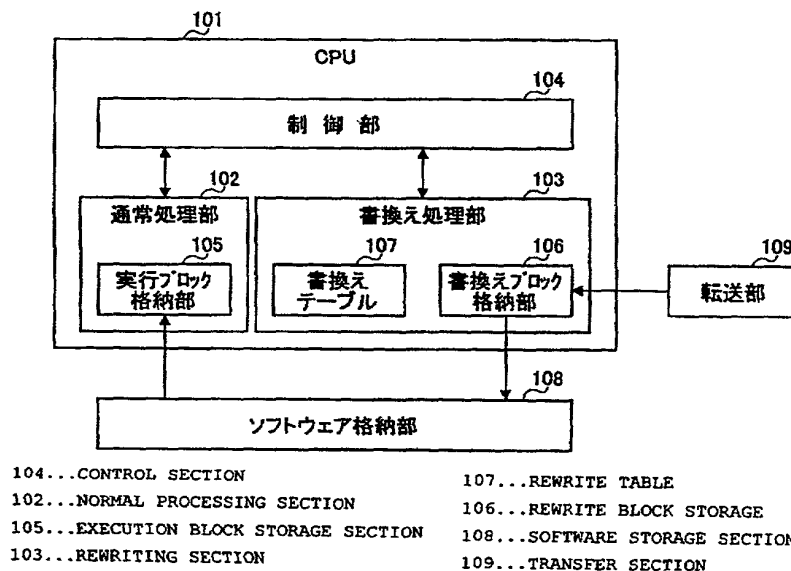 101
CPU
104
制御部
102
通常処理部
103
書換え処理部
105
実行ブロック
格納部
107
書換え
テーブル
106
書換えブロック
格納部
109
転送部
108
ソフトウェア格納部
104...CONTROL SECTION
102...NORMAL PROCESSING SECTION
105...EXECUTION BLOCK STORAGE SECTION
103...REWRITING SECTION
107...REWRITE TABLE
106...REWRITE BLOCK STORAGE
108...SOFTWARE STORAGE SECTION
109...TRANSFER SECTION